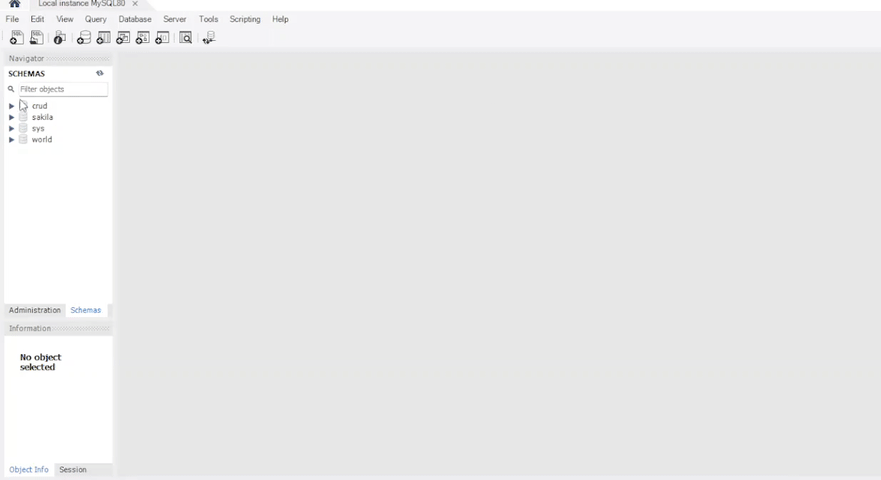 Local instance MySQL80
File Edit View Query Database Server Tools Scripting Help
Navigator
SCHEMAS
Filter objects
crud
sakila
sys
world
Administration Schemas
Information
No object
selected
Object Info Session